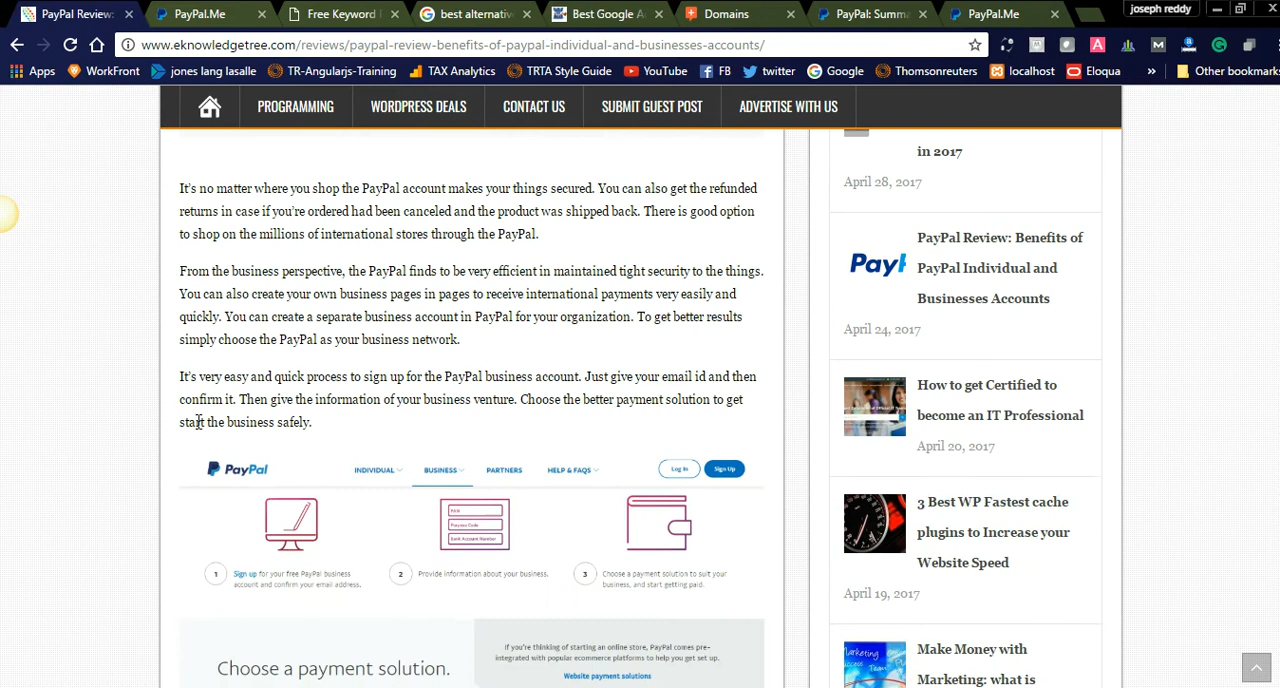 PayPal Review:
PayPal.Me
Free Keyword
best alternativ
Best Google A
Domains
PayPal: Summa
PayPal.Me
joseph reddy
www.eknowledgetree.com/reviews/paypal-review-benefits-of-paypal-individual-and-businesses-accounts/
Apps
WorkFront
jones lang lasalle
TR-Angularjs-Training
TAX Analytics
TRTA Style Guide
YouTube
FB
twitter
Google
Thomsonreuters
localhost
Eloqua
»
Other bookmarks
PROGRAMMING
WORDPRESS DEALS
CONTACT US
SUBMIT GUEST POST
ADVERTISE WITH US
It's no matter where you shop the PayPal account makes your things secured. You can also get the refunded
returns in case if you're ordered had been canceled and the product was shipped back. There is good option
to shop on the millions of international stores through the PayPal.
From the business perspective, the PayPal finds to be very efficient in maintained tight security to the things.
You can also create your own business pages in pages to receive international payments very easily and
quickly. You can create a separate business account in PayPal for your organization. To get better results
simply choose the PayPal as your business network.
It's very easy and quick process to sign up for the PayPal business account. Just give your email id and then
confirm it. Then give the information of your business venture. Choose the better payment solution to get
start the business safely.
PayPal
INDIVIDUAL
BUSINESS
PARTNERS
HELP & FAQS
Log In
Sign Up
Bank Account Number
1
Sign up for your free PayPal business
account and confirm your email address.
2
Provide information about your business.
3
Choose a payment solution to suit your
business, and start getting paid.
Choose a payment solution.
If you're thinking of starting an online store, PayPal comes pre-
integrated with popular ecommerce platforms to help you get set up.
Website payment solutions
in 2017
April 28, 2017
PayP
PayPal Review: Benefits of
PayPal Individual and
Businesses Accounts
April 24, 2017
How to get Certified to
become an IT Professional
April 20, 2017
3 Best WP Fastest cache
plugins to Increase your
Website Speed
April 19, 2017
Marketing
Make Money with
Marketing: what is